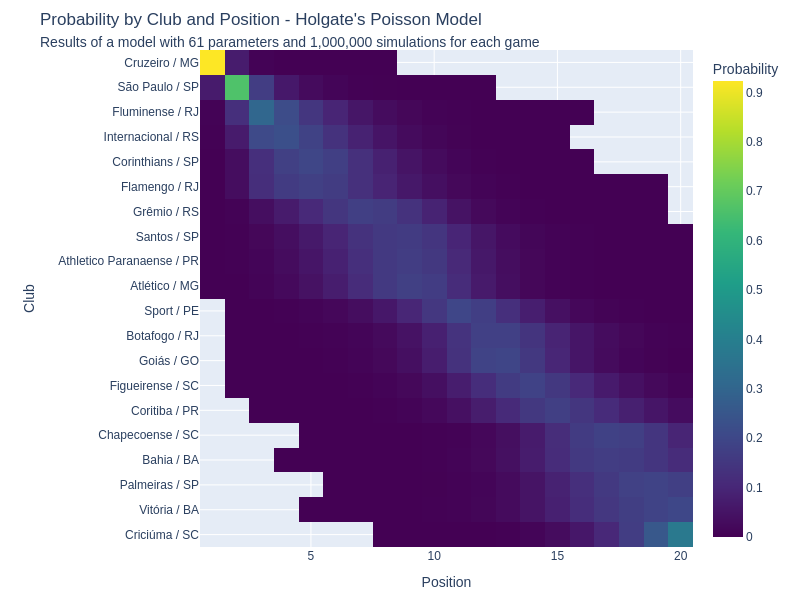 Probability by Club and Position - Holgate's Poisson Model
Results of a model with 61 parameters and 1,000,000 simulations for each game
Probability
Cruzeiro / MG
São Paulo / SP
Fluminense / RJ
Internacional / RS
Corinthians / SP
Flamengo / RJ
Grêmio / RS
Santos / SP
Athletico Paranaense / PR
Atlético / MG
Sport / PE
Botafogo / RJ
Goiás / GO
Figueirense / SC
Coritiba / PR
Chapecoense / SC
Bahia / BA
Palmeiras / SP
Vitória / BA
Criciúma / SC
Club
5
10
15
20
Position
0.9
0.8
0.7
0.6
0.5
0.4
0.3
0.2
0.1
0